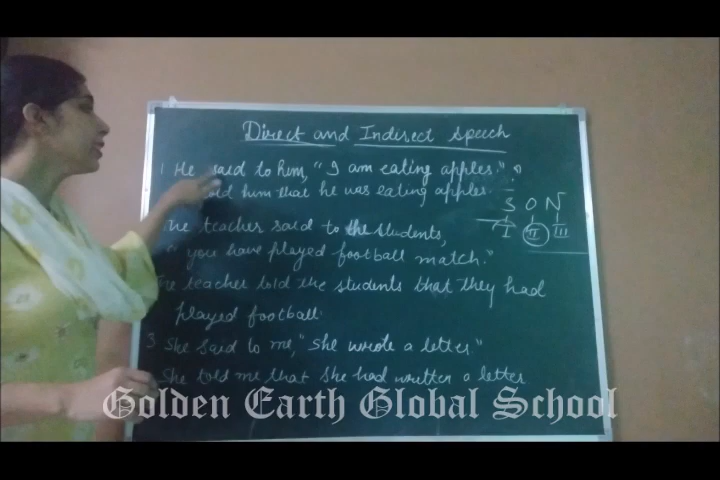 Direct and Indirect Speech
1 He said to him, "I am eating apples."
told him that he was eating apples.
S O N
I II III
The teacher said to the students,
"you have played football match."
The teacher told the students that they had
played football.
3 She said to me, "She wrote a letter."
She told me that she had written a letter
Golden Earth Global School